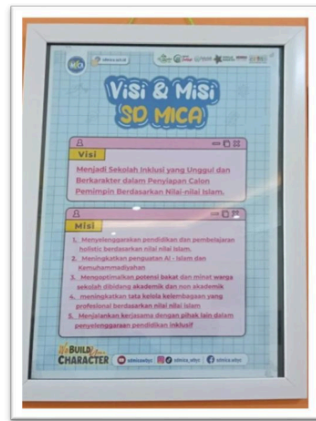 MICA
Visi & Misi
SD MICA
Visi
Menjadi Sekolah Inklusi yang Unggul dan
Berkarakter dalam Penyiapan Calon
Pemimpin Berdasarkan Nilai-nilai Islam.
Misi
1. Menyelenggarakan pendidikan dan pembelajaran
holistic berdasarkan nilai nilai islam.
2. Meningkatkan penguatan Al - Islam dan
Kemuhammadiyahan
3. Mengoptimalkan potensi bakat dan minat warga
sekolah dibidang akademik dan non akademik
4. meningkatkan tata kelola kelembagaan yang
profesional berdasarkan nilai nilai islam
5. Menjalankan kerjasama dengan pihak lain dalam
penyelenggaraan pendidikan inklusif
BUILD
CHARACTER